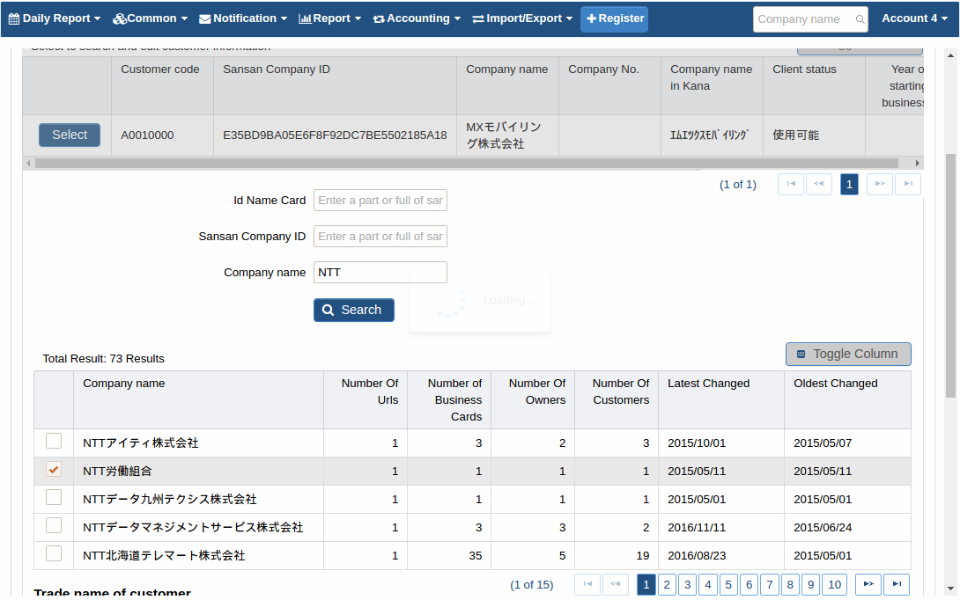 Daily Report Common Notification Report Accounting Import/Export Register Company name Account 4
Select to search and edit customer information
Customer code Sansan Company ID Company name Company No. Company name in Kana Client status Year o starting business
Select A0010000 E35BD9BA05E6F8F92DC7BE5502185A18 MXモバイリング株式会社 ｴﾑｴｯｸｽﾓﾊﾞｲﾘﾝｸﾞ 使用可能
(1 of 1) 1
Id Name Card Enter a part or full of sar
Sansan Company ID Enter a part or full of sar
Company name NTT
Loading...
Search
Total Result: 73 Results Toggle Column
Company name Number Of Urls Number of Business Cards Number Of Owners Number Of Customers Latest Changed Oldest Changed
NTTアイティ株式会社 1 3 2 3 2015/10/01 2015/05/07
NTT労働組合 1 1 1 1 2015/05/11 2015/05/11
NTTデータ九州テクシス株式会社 1 1 1 1 2015/05/01 2015/05/01
NTTデータマネジメントサービス株式会社 1 3 3 2 2016/11/11 2015/06/24
NTT北海道テレマート株式会社 1 35 5 19 2016/08/23 2015/05/01
(1 of 15) 1 2 3 4 5 6 7 8 9 10
Trade name of customer